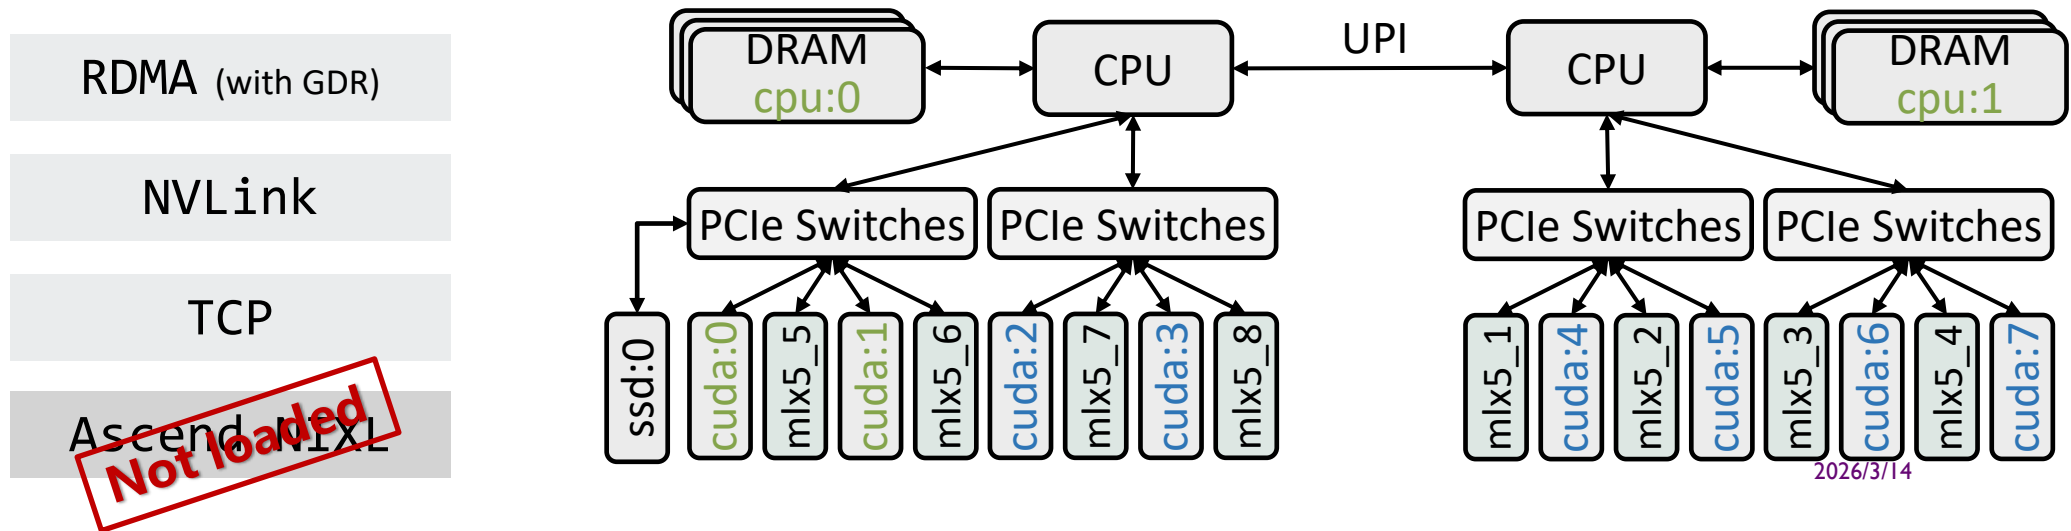 RDMA (with GDR)
NVLink
TCP
Ascend NIXL
Not loaded
DRAM
cpu:0
CPU
UPI
CPU
DRAM
cpu:1
PCIe Switches
PCIe Switches
PCIe Switches
PCIe Switches
ssd:0
cuda:0
mlx5_5
cuda:1
mlx5_6
cuda:2
mlx5_7
cuda:3
mlx5_8
mlx5_1
cuda:4
mlx5_2
cuda:5
mlx5_3
cuda:6
mlx5_4
cuda:7
2026/3/14